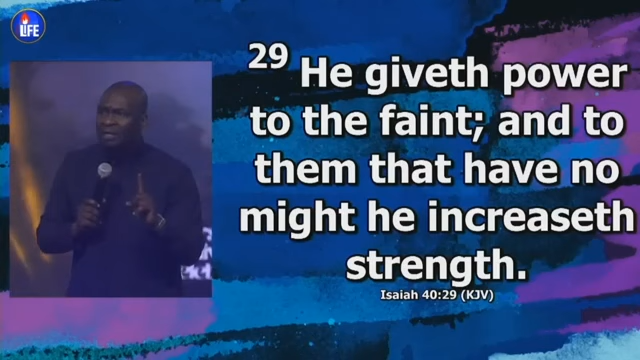 LIFE
29 He giveth power
to the faint; and to
them that have no
might he increaseth
strength.
Isaiah 40:29 (KJV)